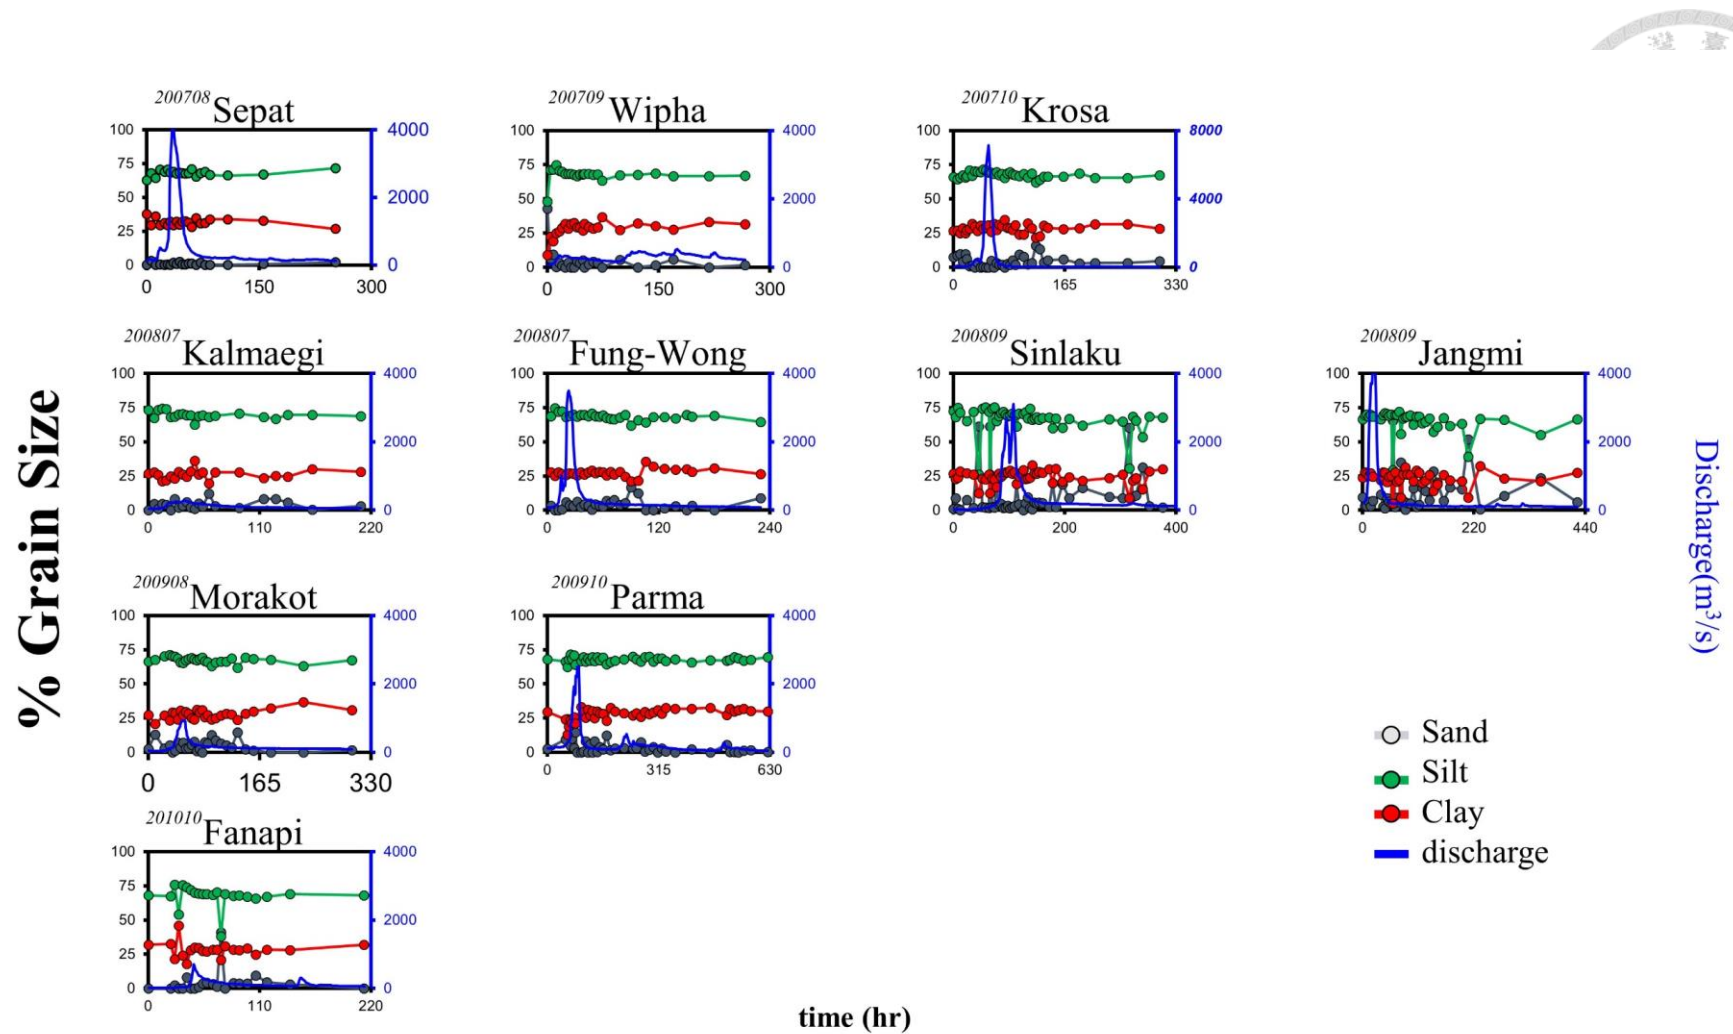 臺
200708 Sepat
200709 Wipha
200710 Krosa
100 75 50 25 0
4000 2000 0
0 150 300
100 75 50 25 0
4000 2000 0
0 150 300
100 75 50 25 0
8000 4000 0
0 165 330
200807 Kalmaegi
200807 Fung-Wong
200809 Sinlaku
200809 Jangmi
100 75 50 25 0
4000 2000 0
0 110 220
100 75 50 25 0
4000 2000 0
0 120 240
100 75 50 25 0
4000 2000 0
0 200 400
100 75 50 25 0
4000 2000 0
0 220 440
% Grain Size
Discharge(m³/s)
200908 Morakot
200910 Parma
100 75 50 25 0
4000 2000 0
0 165 330
100 75 50 25 0
4000 2000 0
0 315 630
Sand
Silt
Clay
discharge
201010 Fanapi
100 75 50 25 0
4000 2000 0
0 110 220
time (hr)